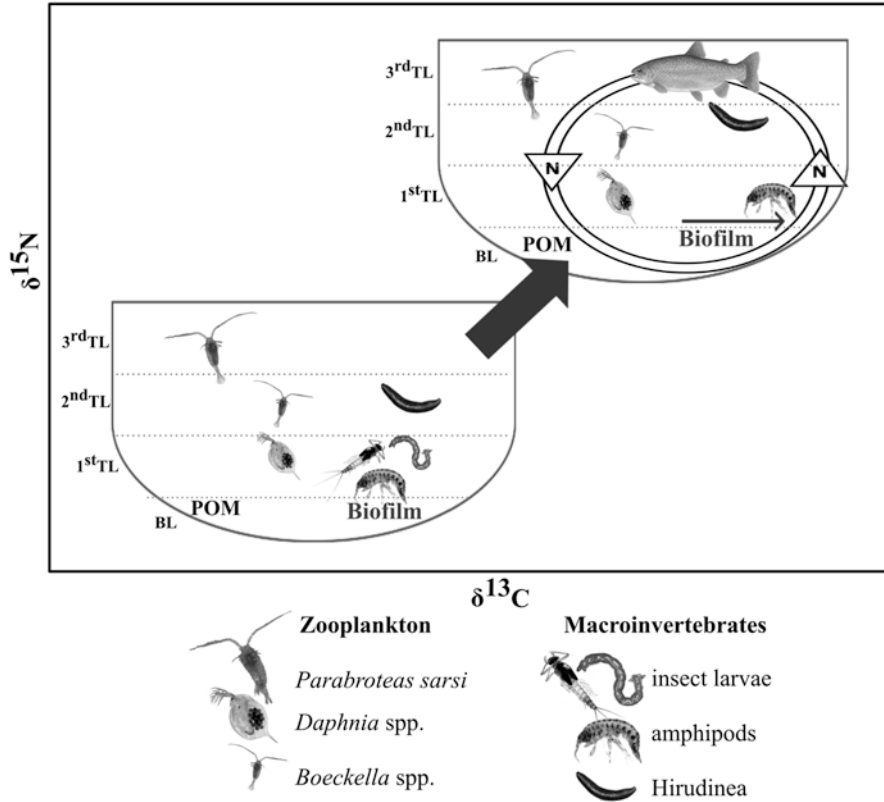 δ15N
3rdTL
2ndTL
1stTL
BL
POM
Biofilm
N
N
3rdTL
2ndTL
1stTL
BL
POM
Biofilm
δ13C
Zooplankton
Parabroteas sarsi
Daphnia spp.
Boeckella spp.
Macroinvertebrates
insect larvae
amphipods
Hirudinea